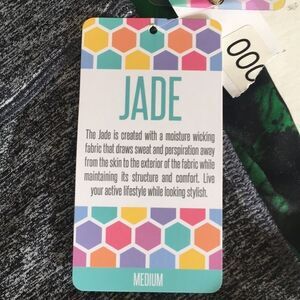 JADE
The Jade is created with a moisture wicking
fabric that draws sweat and perspiration away
from the skin to the exterior of the fabric while
maintaining its structure and comfort. Live
your active lifestyle while looking stylish.
MEDIUM
000